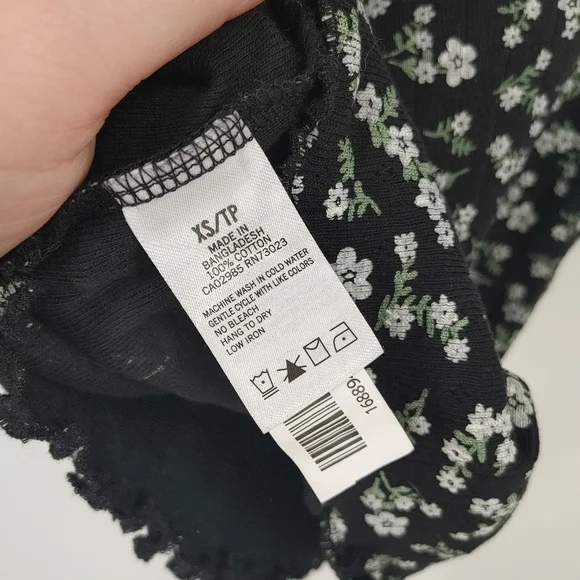 XS/TP
MADE IN
BANGLADESH
100% COTTON
CA02985 RN73023
MACHINE WASH IN COLD WATER
GENTLE CYCLE WITH LIKE COLORS
NO BLEACH
HANG TO DRY
LOW IRON
16889